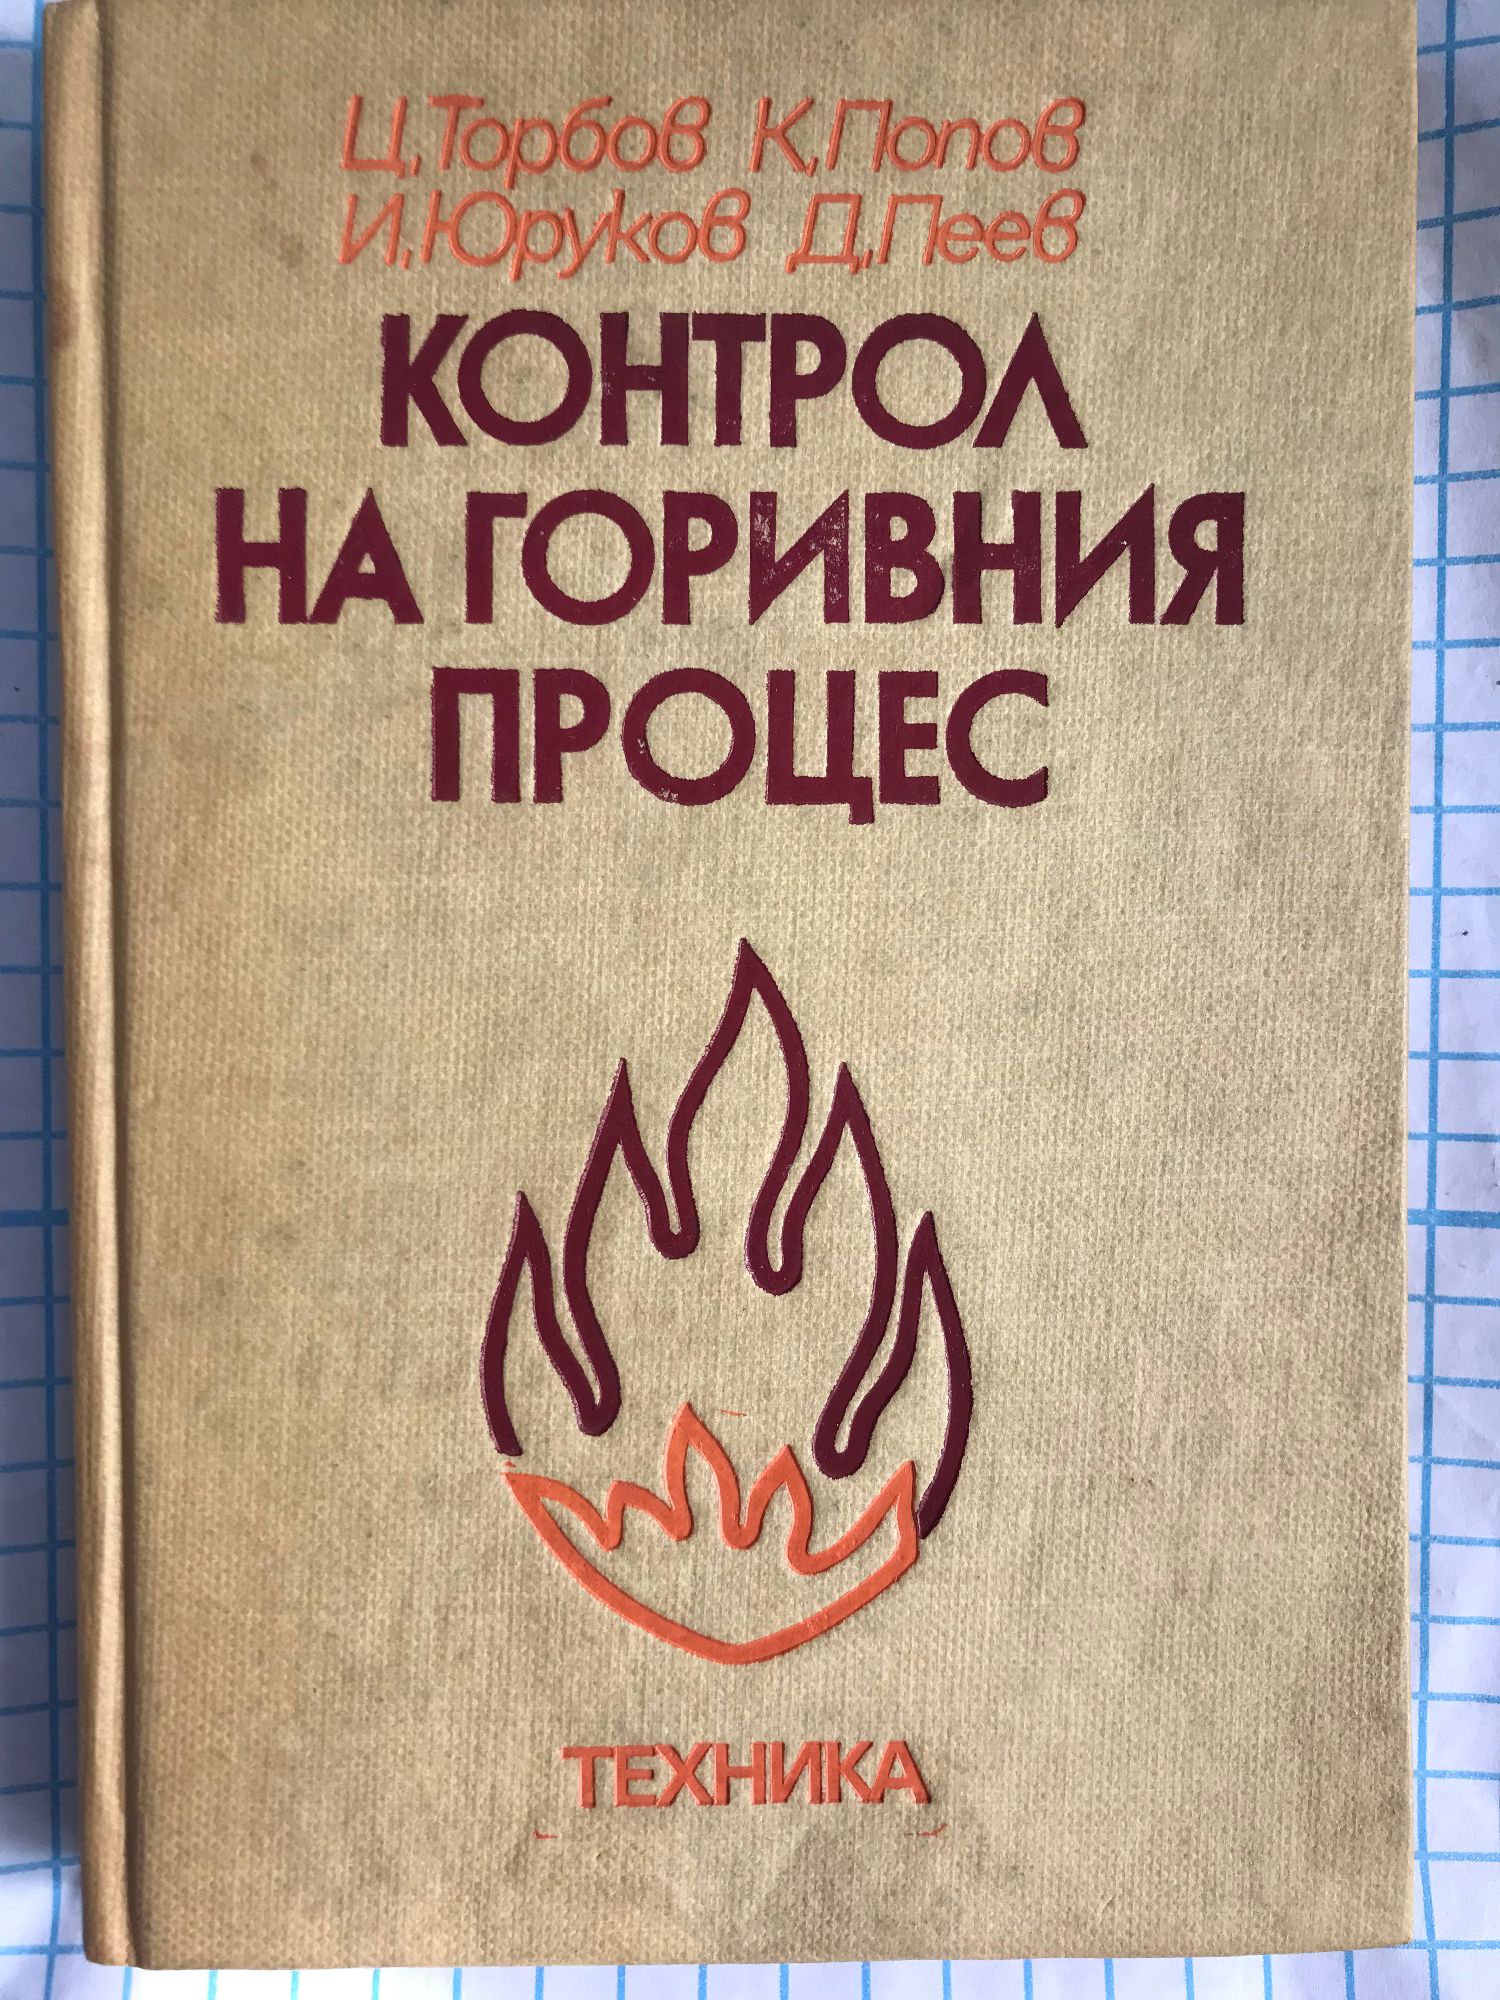 Ц.Торбов К.Попов
И.Юруков Д.Пеев
КОНТРОЛ
НА ГОРИВНИЯ
ПРОЦЕС
ТЕХНИКА